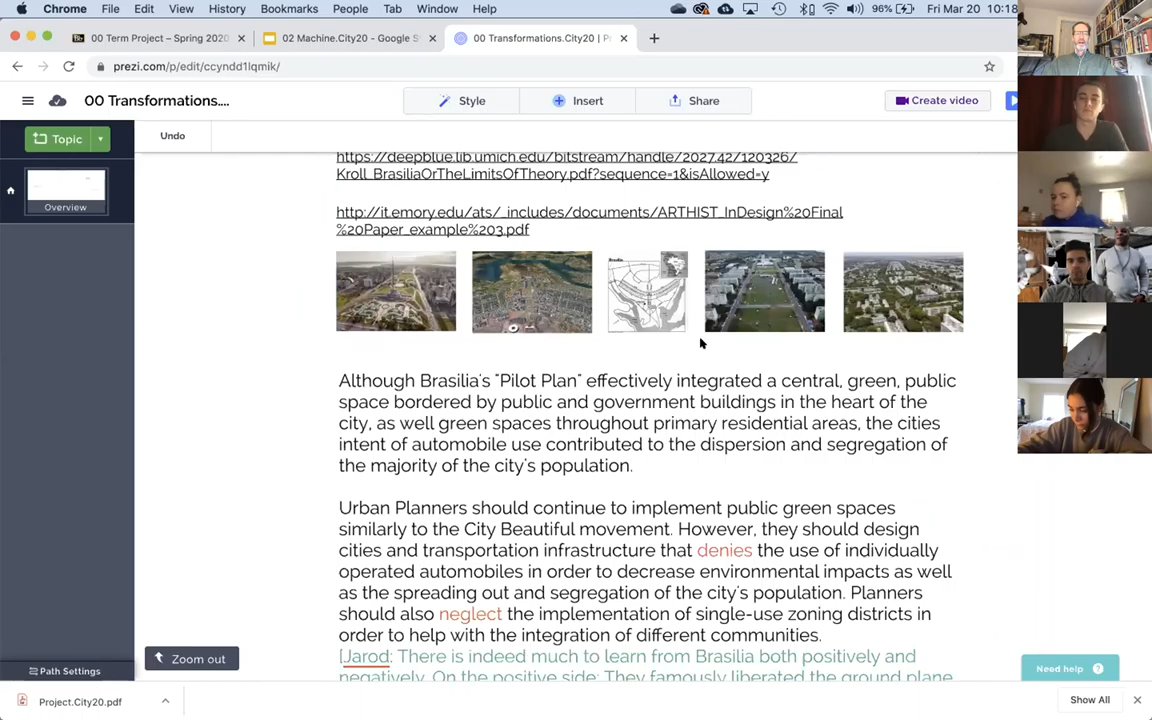 Chrome File Edit View History Bookmarks People Tab Window Help 96% Fri Mar 20 10:18
00 Term Project – Spring 2020 02 Machine.City20 - Google S 00 Transformations.City20 | P
prezi.com/p/edit/ccyndd1lqmik/
00 Transformations.... Style Insert Share Create video
Topic Undo
Overview
https://deepblue.lib.umich.edu/bitstream/handle/2027.42/120326/
Kroll_BrasiliaOrTheLimitsOfTheory.pdf?sequence=1&isAllowed=y
http://it.emory.edu/ats/_includes/documents/ARTHIST_InDesign%20Final
%20Paper_example%203.pdf
Although Brasilia's "Pilot Plan" effectively integrated a central, green, public
space bordered by public and government buildings in the heart of the
city, as well green spaces throughout primary residential areas, the cities
intent of automobile use contributed to the dispersion and segregation of
the majority of the city's population.
Urban Planners should continue to implement public green spaces
similarly to the City Beautiful movement. However, they should design
cities and transportation infrastructure that denies the use of individually
operated automobiles in order to decrease environmental impacts as well
as the spreading out and segregation of the city's population. Planners
should also neglect the implementation of single-use zoning districts in
order to help with the integration of different communities.
[Jarod: There is indeed much to learn from Brasilia both positively and
negatively. On the positive side: They famously liberated the ground plane
Zoom out
Path Settings
Need help ?
Project.City20.pdf
Show All